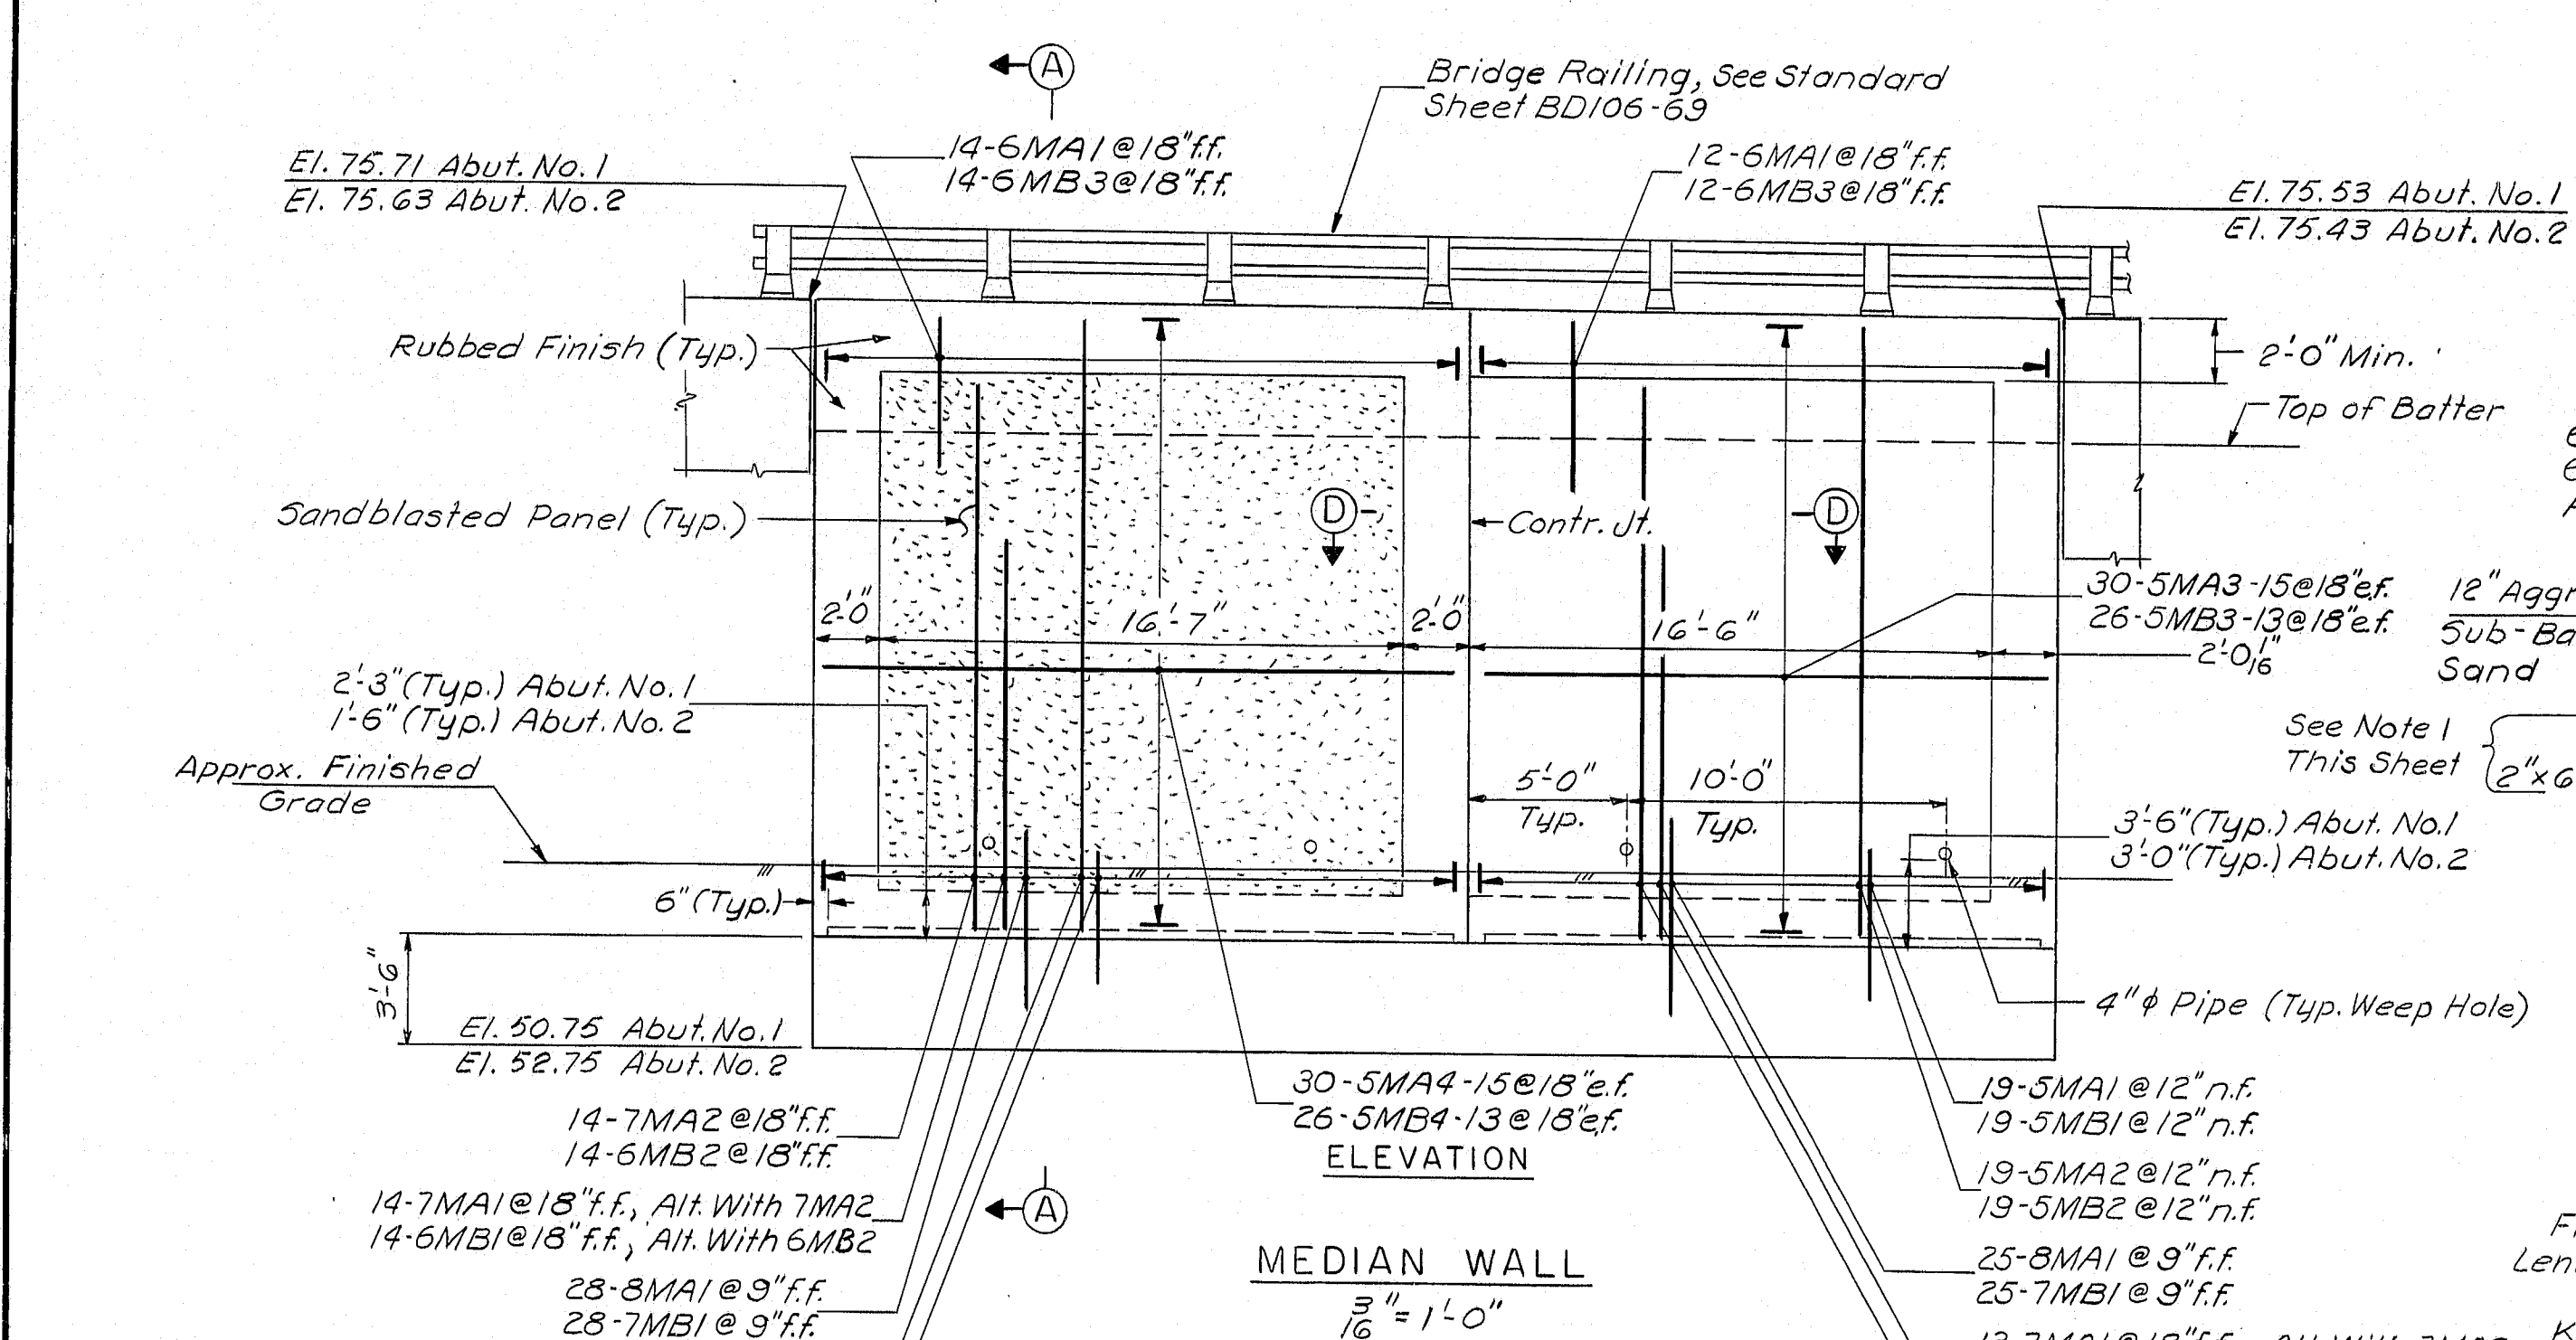 A
Bridge Railing, See Standard
Sheet BD106-69
El. 75.71 Abut. No. 1
El. 75.63 Abut. No. 2
14-6MA1@18"f.f.
14-6MB3@18"f.f.
12-6MA1@18"f.f.
12-6MB3@18"f.f.
El. 75.53 Abut. No. 1
El. 75.43 Abut. No. 2
Rubbed Finish (Typ.)
2'-0" Min.
Top of Batter
Sandblasted Panel (Typ.)
D
Contr. Jt.
D
30-5MA3-15@18"e.f.
26-5MB3-13@18"e.f.
12" Aggr
Sub-Ba
Sand
2'-0"
16'-7"
2'-0"
16'-6"
2'-0 1/16"
2'-3" (Typ.) Abut. No. 1
1'-6" (Typ.) Abut. No. 2
See Note 1
This Sheet
2"x6
Approx. Finished
Grade
5'-0"
Typ.
10'-0"
Typ.
3'-6" (Typ.) Abut. No. 1
3'-0" (Typ.) Abut. No. 2
6" (Typ.)
3'-6"
4" ϕ Pipe (Typ. Weep Hole)
El. 50.75 Abut. No. 1
El. 52.75 Abut. No. 2
30-5MA4-15@18"e.f.
26-5MB4-13@18"e.f.
ELEVATION
14-7MA2@18"f.f.
14-6MB2@18"f.f.
19-5MA1@12"n.f.
19-5MB1@12"n.f.
14-7MA1@18"f.f., Alt. With 7MA2
14-6MB1@18"f.f., Alt. With 6MB2
A
19-5MA2@12"n.f.
19-5MB2@12"n.f.
28-8MA1@9"f.f.
28-7MB1@9"f.f.
MEDIAN WALL
3/16" = 1'-0"
25-8MA1@9"f.f.
25-7MB1@9"f.f.
Len